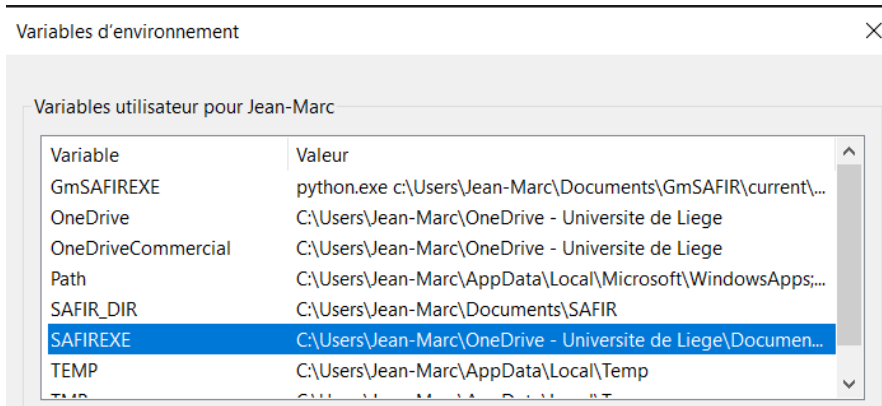 Variables d'environnement
Variables utilisateur pour Jean-Marc
Variable Valeur
GmSAFIREXE python.exe c:\Users\Jean-Marc\Documents\GmSAFIR\current\...
OneDrive C:\Users\Jean-Marc\OneDrive - Universite de Liege
OneDriveCommercial C:\Users\Jean-Marc\OneDrive - Universite de Liege
Path C:\Users\Jean-Marc\AppData\Local\Microsoft\WindowsApps;...
SAFIR_DIR C:\Users\Jean-Marc\Documents\SAFIR
SAFIREXE C:\Users\Jean-Marc\OneDrive - Universite de Liege\Documen...
TEMP C:\Users\Jean-Marc\AppData\Local\Temp